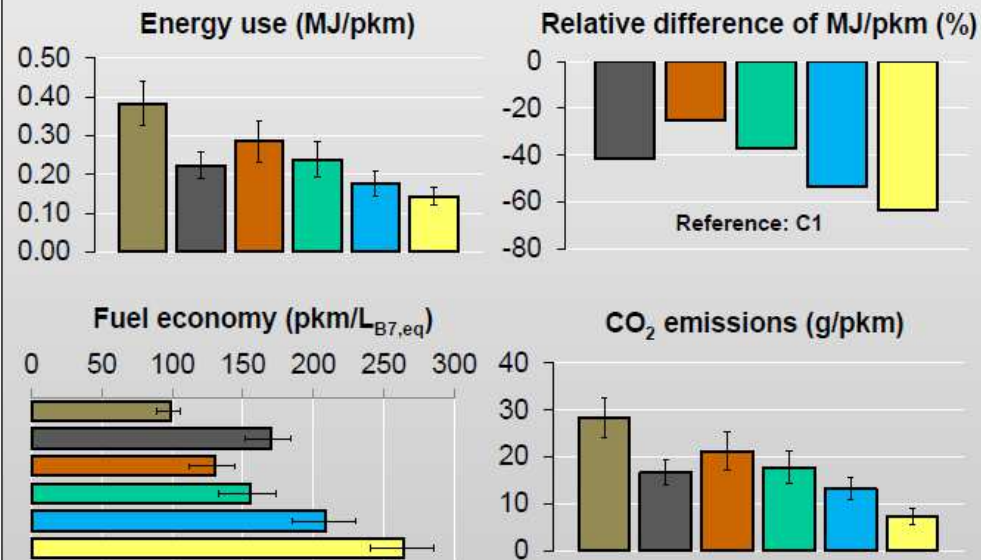 Energy use (MJ/pkm)
0.50
0.40
0.30
0.20
0.10
0.00
Relative difference of MJ/pkm (%)
0
-20
-40
-60
-80
Reference: C1
Fuel economy (pkm/L_B7,eq)
0 50 100 150 200 250 300
CO₂ emissions (g/pkm)
40
30
20
10
0